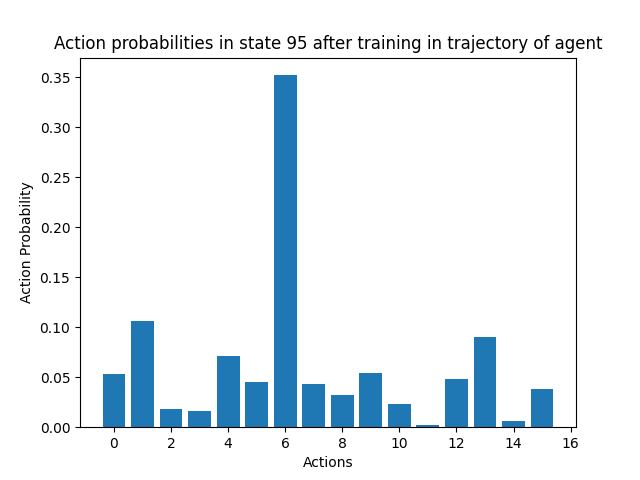 Action probabilities in state 95 after training in trajectory of agent
0.35
0.30
0.25
0.20
0.15
0.10
0.05
0.00
Action Probability
0 2 4 6 8 10 12 14 16
Actions